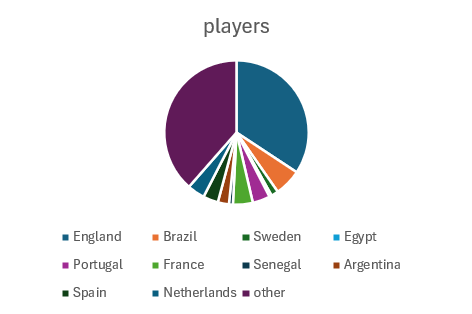 players
England Brazil Sweden Egypt
Portugal France Senegal Argentina
Spain Netherlands other